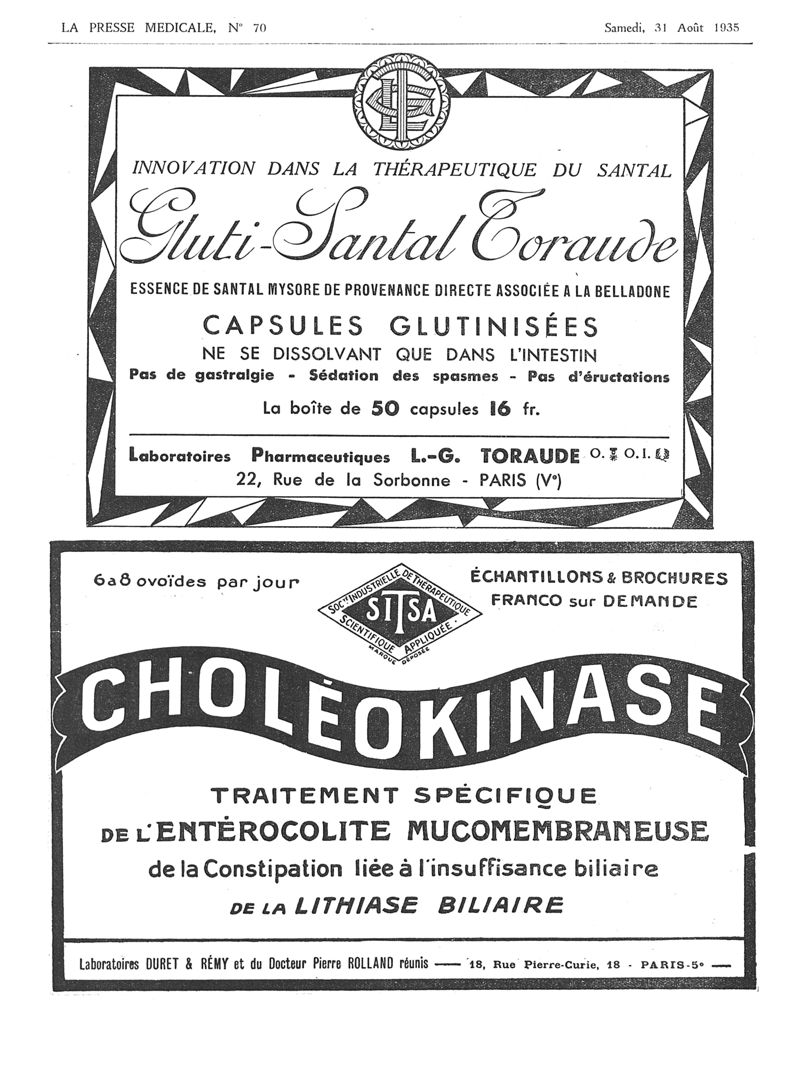 LA PRESSE MEDICALE, N° 70
Samedi, 31 Août 1935
INNOVATION DANS LA THÉRAPEUTIQUE DU SANTAL
Gluti-Santal Toraude
ESSENCE DE SANTAL MYSORE DE PROVENANCE DIRECTE ASSOCIÉE A LA BELLADONE
CAPSULES GLUTINISÉES
NE SE DISSOLVANT QUE DANS L'INTESTIN
Pas de gastralgie - Sédation des spasmes - Pas d'éructations
La boîte de 50 capsules 16 fr.
Laboratoires Pharmaceutiques L.-G. TORAUDE O. O.I.
22, Rue de la Sorbonne - PARIS (V°)
6a8 ovoïdes par jour
SOCté INDUSTRIELLE DE THERAPEUTIQUE
SITSA
SCIENTIFIQUE APPLIQUÉE
MARQUE DÉPOSÉE
ÉCHANTILLONS & BROCHURES
FRANCO sur DEMANDE
CHOLÉOKINASE
TRAITEMENT SPÉCIFIQUE
DE L'ENTÉROCOLITE MUCOMEMBRANEUSE
de la Constipation liée à l'insuffisance biliaire
DE LA LITHIASE BILIAIRE
Laboratoires DURET & RÉMY et du Docteur Pierre ROLLAND réunis — 18, Rue Pierre-Curie, 18 - PARIS-5° —